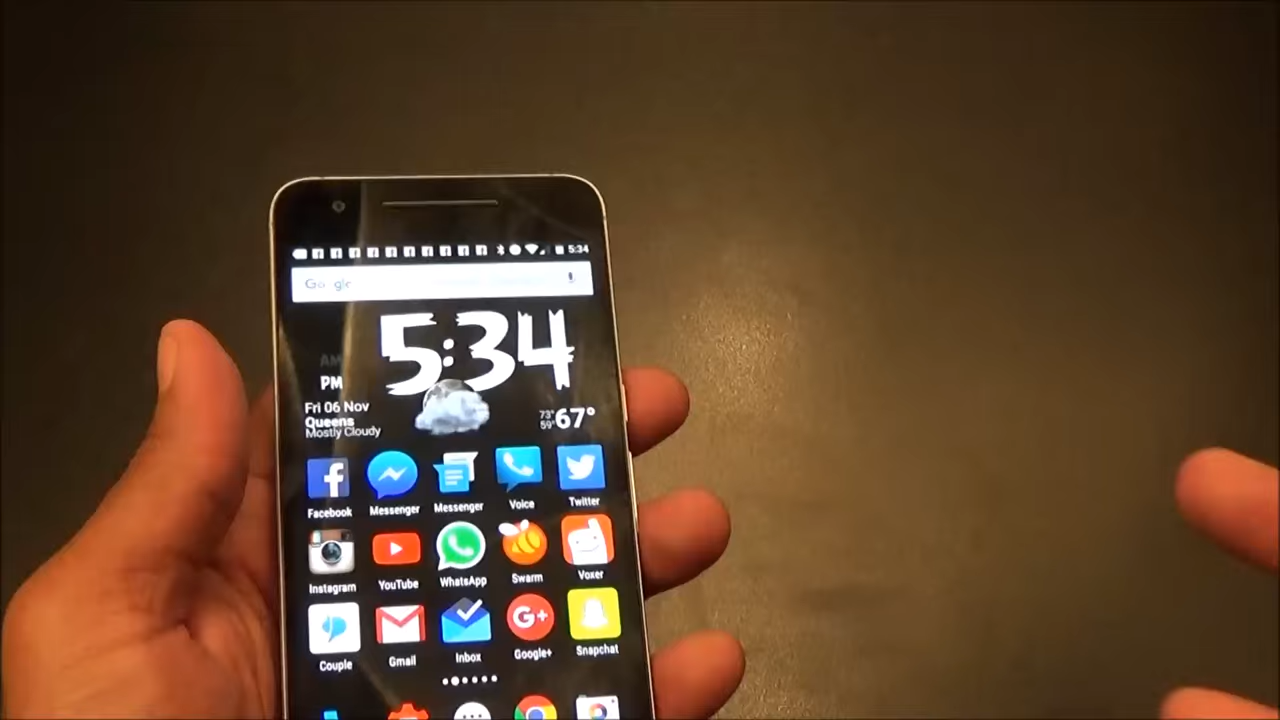 5:34
Google
5:34
AM
PM
Fri 06 Nov
Queens
Mostly Cloudy
73°
59°
67°
Facebook
Messenger
Messenger
Voice
Twitter
Instagram
YouTube
WhatsApp
Swarm
Voxer
Couple
Gmail
Inbox
Google+
Snapchat